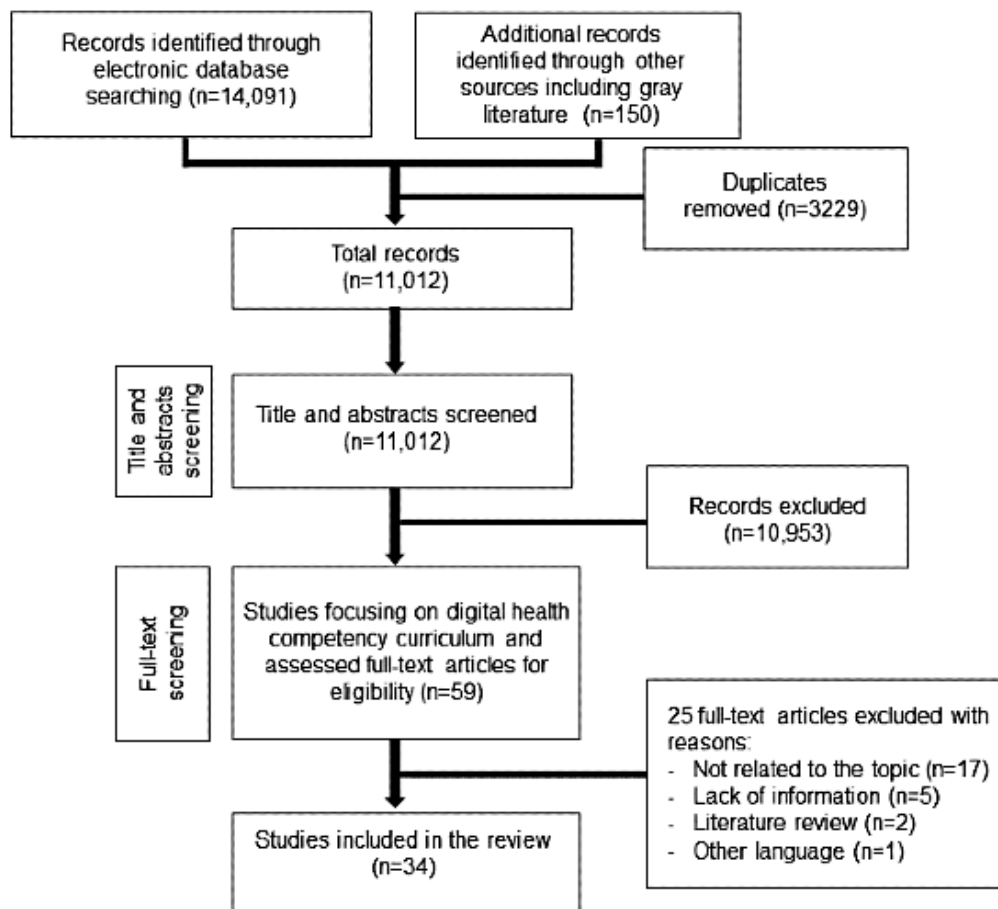 Records identified through
electronic database
searching (n=14,091)
Additional records
identified through other
sources including gray
literature (n=150)
Duplicates
removed (n=3229)
Total records
(n=11,012)
Title and
abstracts
screening
Title and abstracts screened
(n=11,012)
Records excluded
(n=10,953)
Full-text
screening
Studies focusing on digital health
competency curriculum and
assessed full-text articles for
eligibility (n=59)
25 full-text articles excluded with
reasons:
- Not related to the topic (n=17)
- Lack of information (n=5)
- Literature review (n=2)
- Other language (n=1)
Studies included in the review
(n=34)